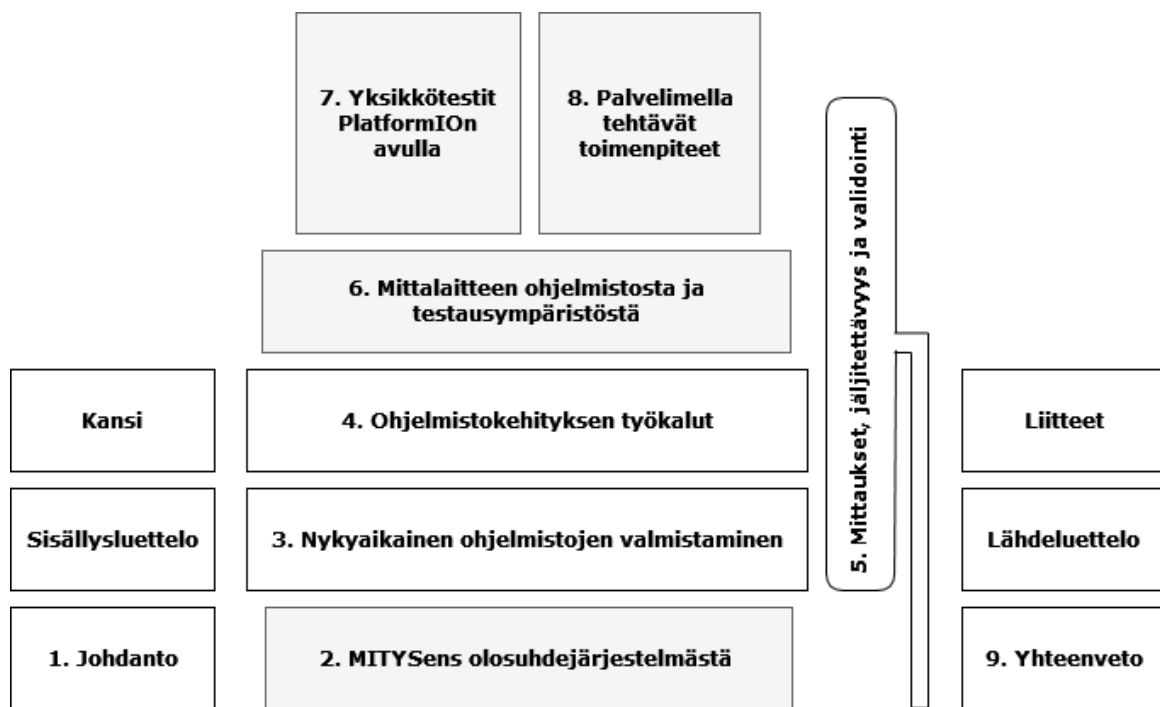 7. Yksikkötestit
PlatformIOn
avulla
8. Palvelimella
tehtävät
toimenpiteet
5. Mittaukset, jäljitettävyys ja validointi
6. Mittalaitteen ohjelmistosta ja
testausympäristöstä
Kansi
4. Ohjelmistokehityksen työkalut
Liitteet
Sisällysluettelo
3. Nykyaikainen ohjelmistojen valmistaminen
Lähdeluettelo
1. Johdanto
2. MITYSens olosuhdejärjestelmästä
9. Yhteenveto